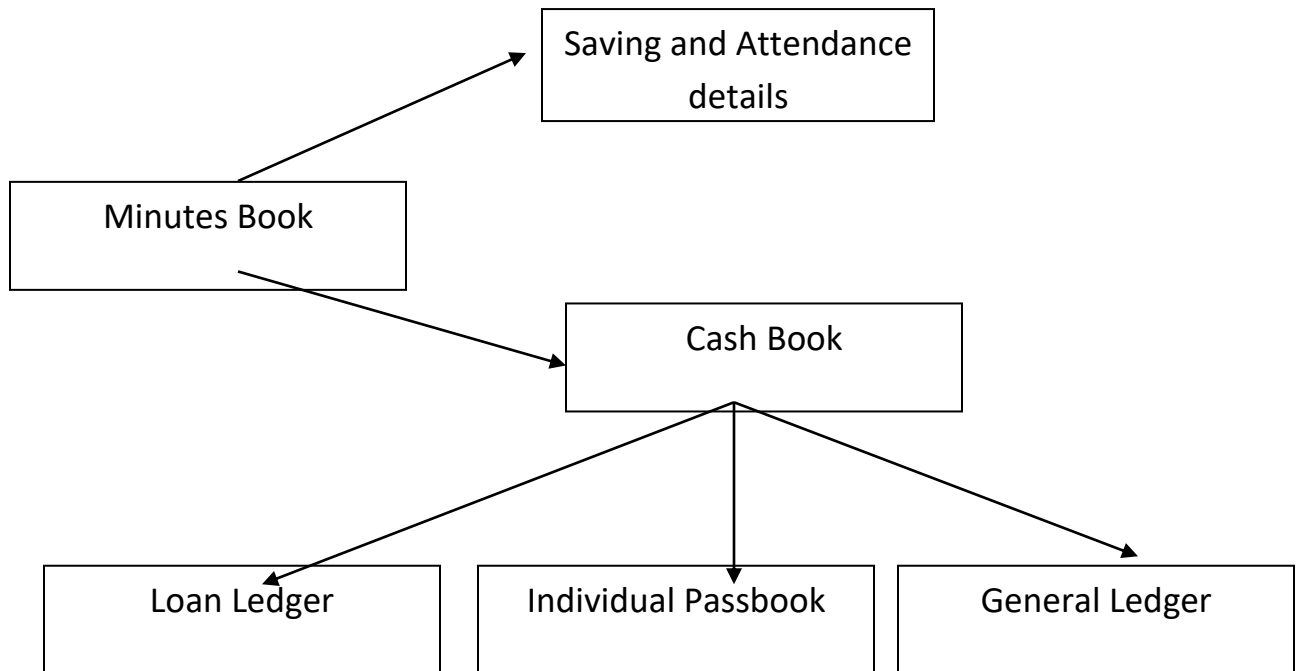 Saving and Attendance
details
Minutes Book
Cash Book
Loan Ledger
Individual Passbook
General Ledger